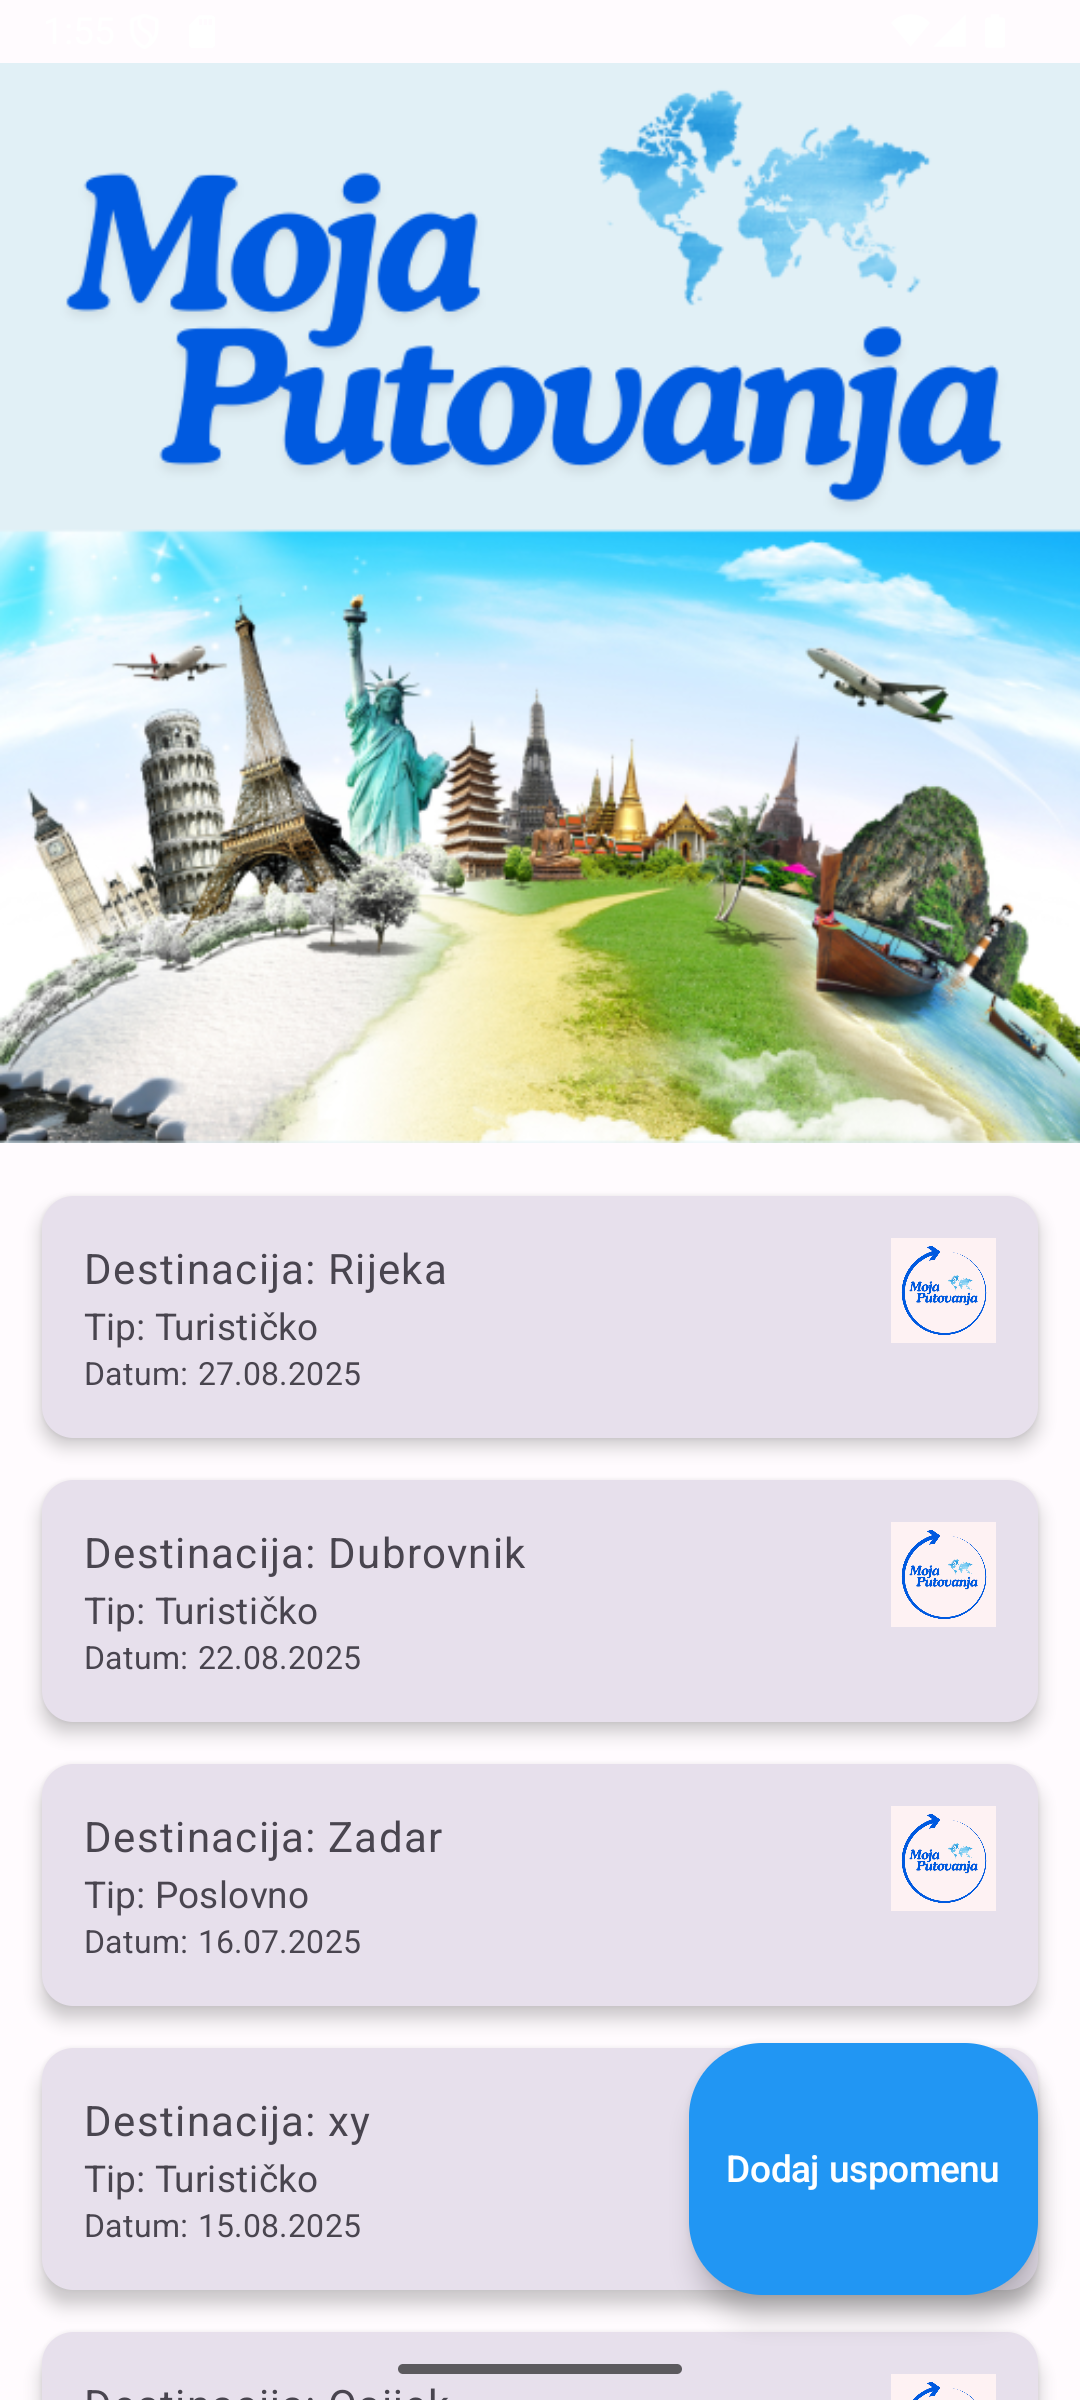 Moja
Putovanja
Destinacija: Rijeka
Tip: Turističko
Datum: 27.08.2025
Moja
Putovanja
Destinacija: Dubrovnik
Tip: Turističko
Datum: 22.08.2025
Moja
Putovanja
Destinacija: Zadar
Tip: Poslovno
Datum: 16.07.2025
Moja
Putovanja
Destinacija: xy
Tip: Turističko
Datum: 15.08.2025
Dodaj uspomenu
Destinacija: Osijek